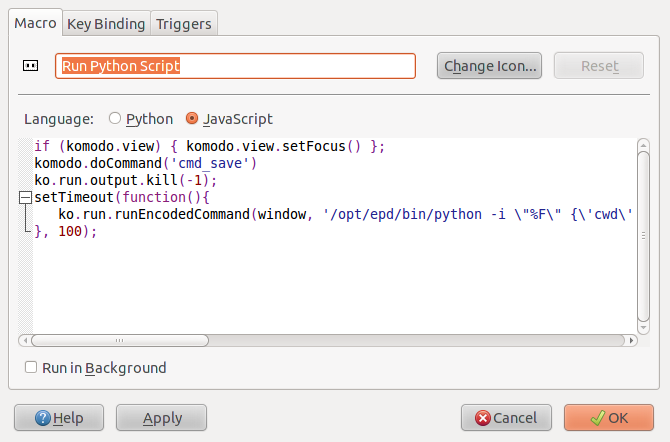 Macro Key Binding Triggers
Run Python Script Change Icon... Reset
Language: Python JavaScript
if (komodo.view) { komodo.view.setFocus() };
komodo.doCommand('cmd_save')
ko.run.output.kill(-1);
setTimeout(function(){
ko.run.runEncodedCommand(window, '/opt/epd/bin/python -i \"%F\" {\'cwd\'
}, 100);
Run in Background
Help Apply Cancel OK